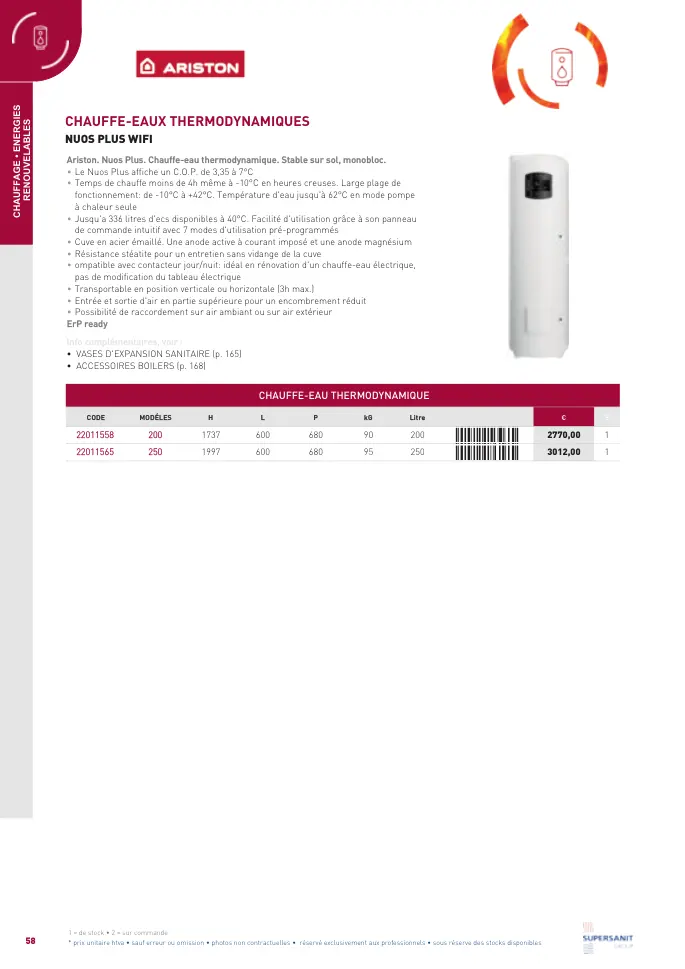 ARISTON
CHAUFFAGE • ENERGIES
RENOUVELABLES
CHAUFFE-EAUX THERMODYNAMIQUES
NUOS PLUS WIFI
Ariston. Nuos Plus. Chauffe-eau thermodynamique. Stable sur sol, monobloc.
• Le Nuos Plus affiche un C.O.P. de 3,35 à 7°C
• Temps de chauffe moins de 4h même à -10°C en heures creuses. Large plage de
fonctionnement: de -10°C à +42°C. Température d'eau jusqu'à 62°C en mode pompe
à chaleur seule
• Jusqu'a 336 litres d'ecs disponibles à 40°C. Facilité d'utilisation grâce à son panneau
de commande intuitif avec 7 modes d'utilisation pré-programmés
• Cuve en acier émaillé. Une anode active à courant imposé et une anode magnésium
• Résistance stéatite pour un entretien sans vidange de la cuve
• ompatible avec contacteur jour/nuit: idéal en rénovation d'un chauffe-eau électrique,
pas de modification du tableau électrique
• Transportable en position verticale ou horizontale (3h max.)
• Entrée et sortie d'air en partie supérieure pour un encombrement réduit
• Possibilité de raccordement sur air ambiant ou sur air extérieur
ErP ready
Info complémentaires, voir :
• VASES D'EXPANSION SANITAIRE (p. 165)
• ACCESSOIRES BOILERS (p. 168)
CHAUFFE-EAU THERMODYNAMIQUE
CODE MODÈLES H L P kG Litre €
22011558 200 1737 600 680 90 200 2770,00 1
22011565 250 1997 600 680 95 250 3012,00 1
1 = de stock • 2 = sur commande
58 * prix unitaire htva • sauf erreur ou omission • photos non contractuelles • réservé exclusivement aux professionnels • sous réserve des stocks disponibles
SUPERSANIT
GROUP